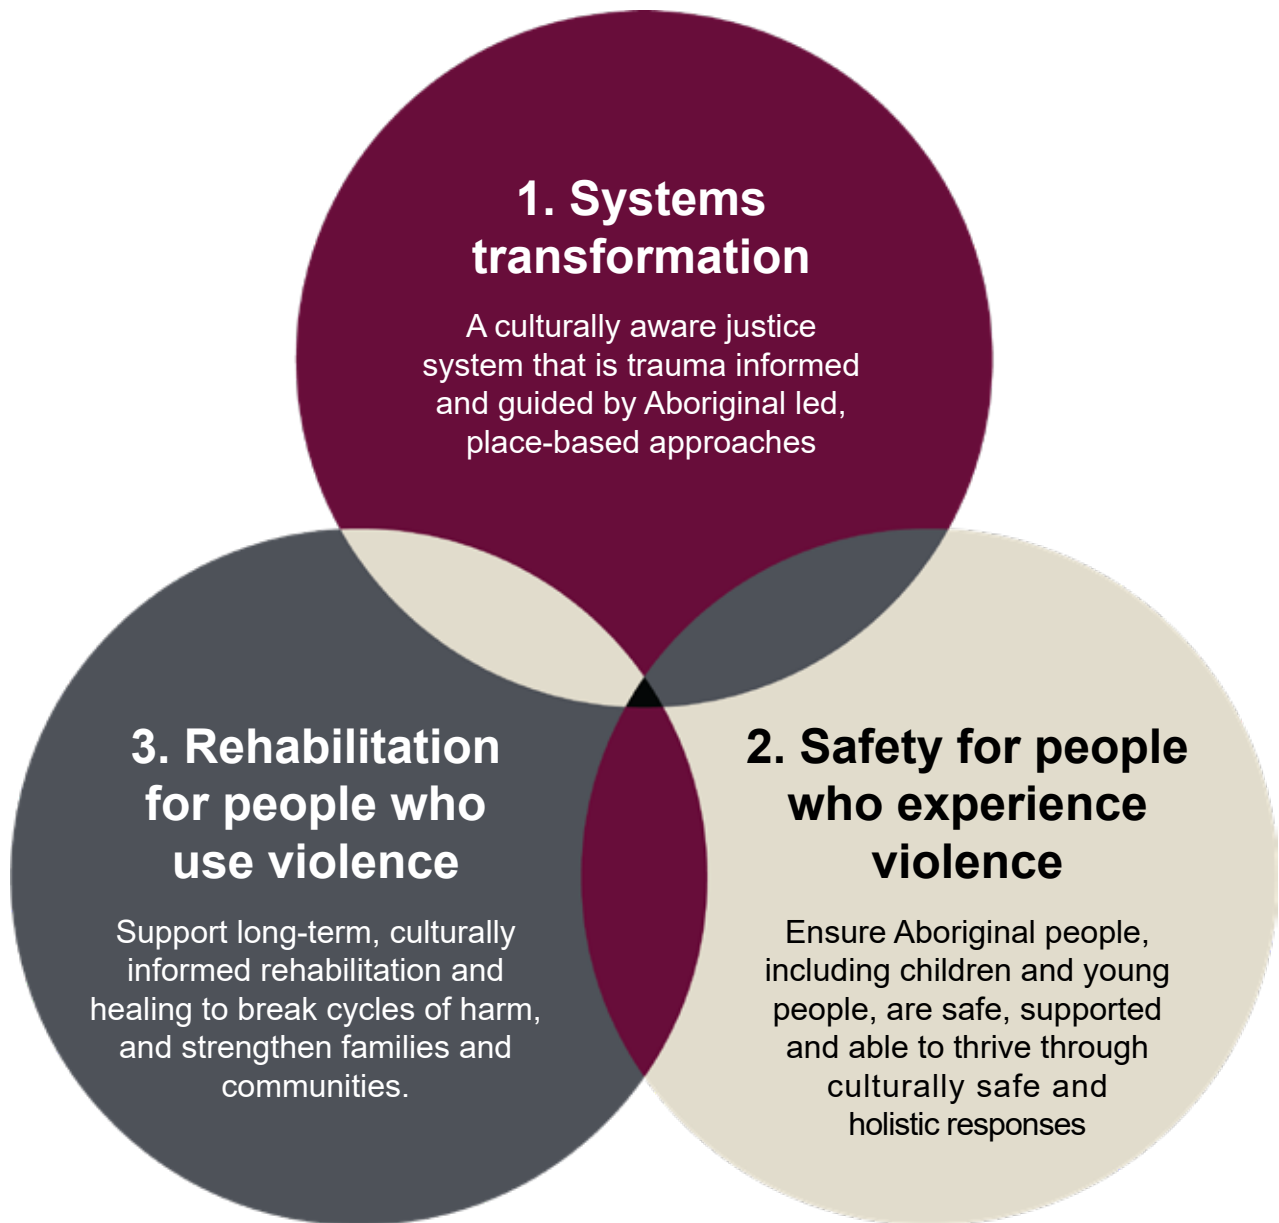 1. Systems
transformation
A culturally aware justice
system that is trauma informed
and guided by Aboriginal led,
place-based approaches
2. Safety for people
who experience
violence
Ensure Aboriginal people,
including children and young
people, are safe, supported
and able to thrive through
culturally safe and
holistic responses
3. Rehabilitation
for people who
use violence
Support long-term, culturally
informed rehabilitation and
healing to break cycles of harm,
and strengthen families and
communities.